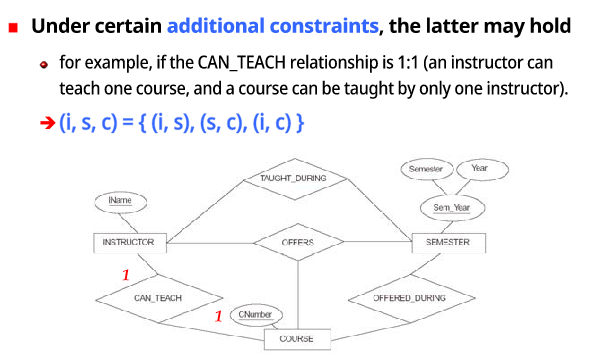 Under certain additional constraints, the latter may hold
for example, if the CAN_TEACH relationship is 1:1 (an instructor can
teach one course, and a course can be taught by only one instructor).
➔ (i, s, c) = { (i, s), (s, c), (i, c) }
Semester
Year
TAUGHT_DURING
IName
Sem_Year
INSTRUCTOR
OFFERS
SEMESTER
1
CAN_TEACH
OFFERED_DURING
1
CNumber
COURSE